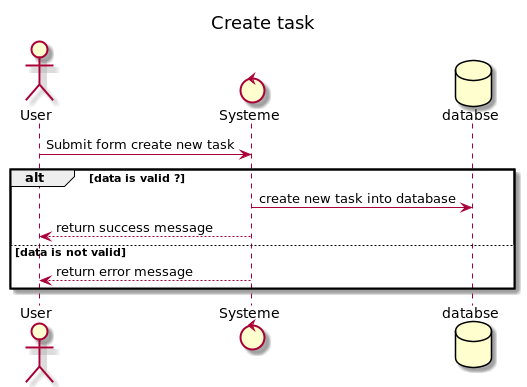 Create task
User
Systeme
databse
Submit form create new task
alt
[data is valid ?]
create new task into database
return success message
[data is not valid]
return error message
User
Systeme
databse